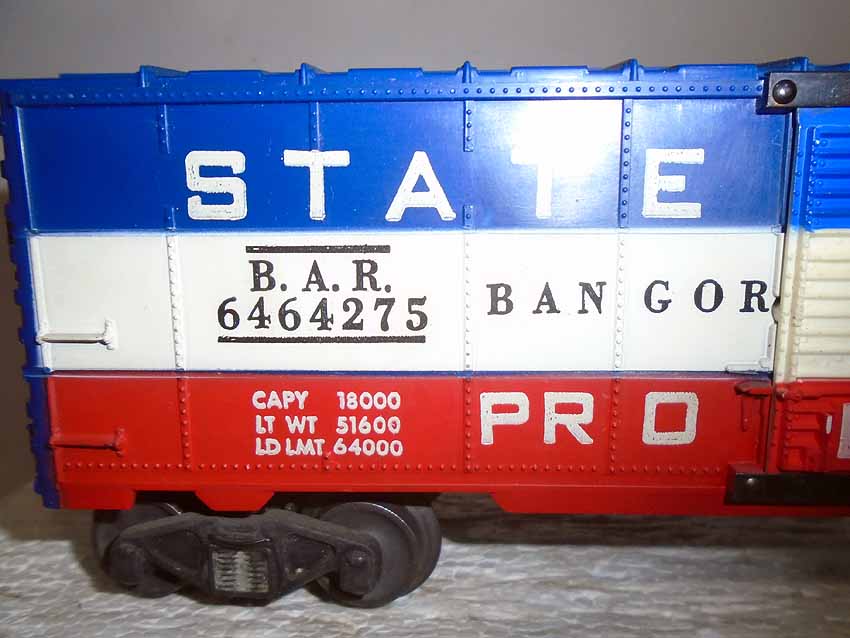 STATE
B. A. R.
6464275
BANGOR
CAPY 18000
LT WT 51600
LD LMT 64000
PRO